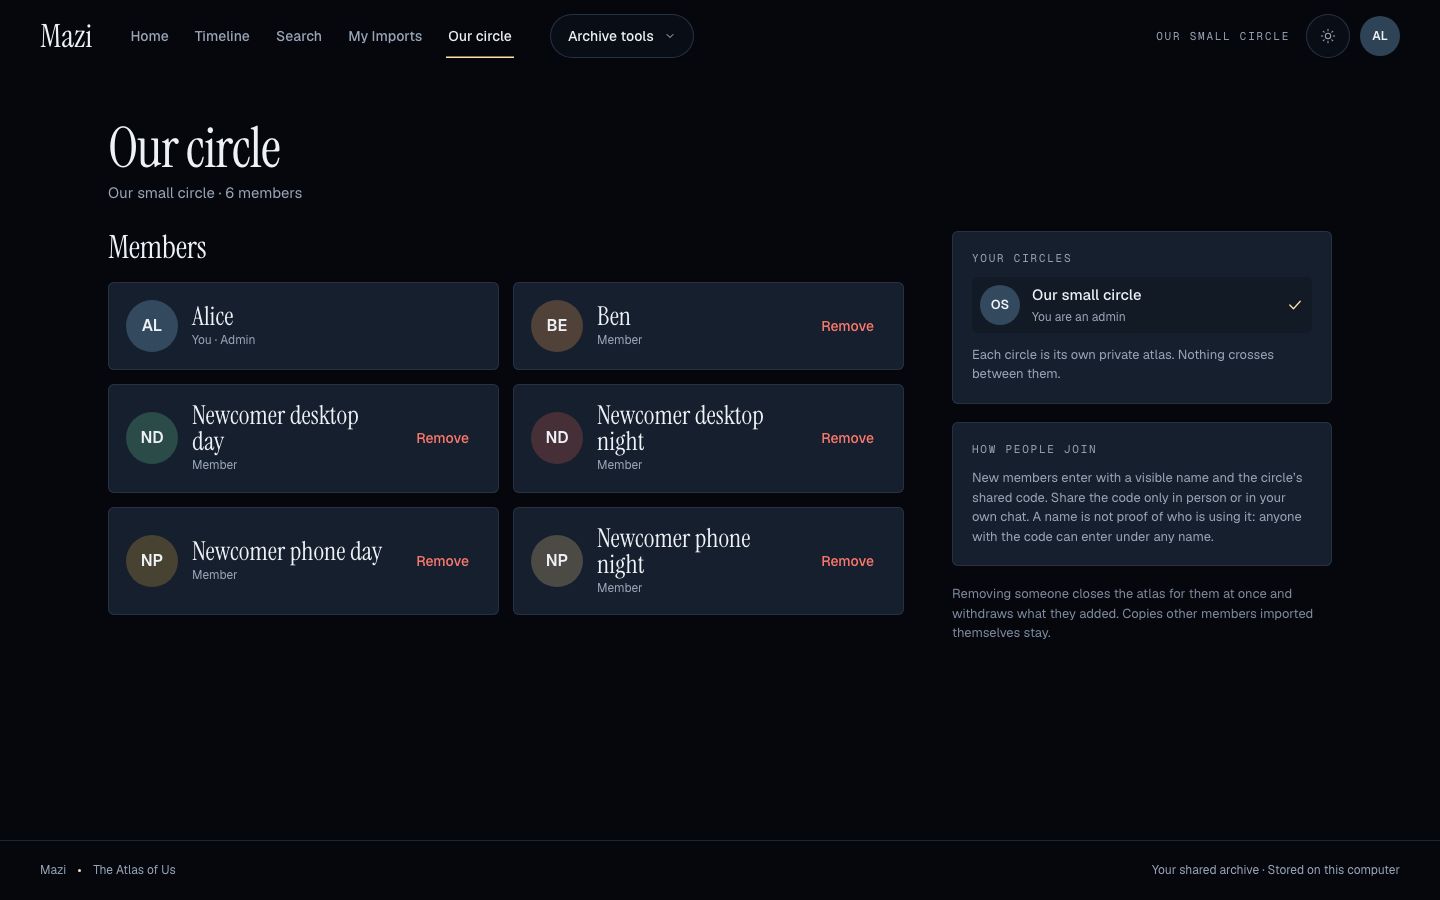 Mazi
Home
Timeline
Search
My Imports
Our circle
Archive tools
OUR SMALL CIRCLE
AL
Our circle
Our small circle · 6 members
Members
AL
Alice
You · Admin
BE
Ben
Member
Remove
ND
Newcomer desktop
day
Member
Remove
ND
Newcomer desktop
night
Member
Remove
NP
Newcomer phone day
Member
Remove
NP
Newcomer phone
night
Member
Remove
YOUR CIRCLES
OS
Our small circle
You are an admin
Each circle is its own private atlas. Nothing crosses
between them.
HOW PEOPLE JOIN
New members enter with a visible name and the circle's
shared code. Share the code only in person or in your
own chat. A name is not proof of who is using it: anyone
with the code can enter under any name.
Removing someone closes the atlas for them at once and
withdraws what they added. Copies other members imported
themselves stay.
Mazi • The Atlas of Us
Your shared archive · Stored on this computer